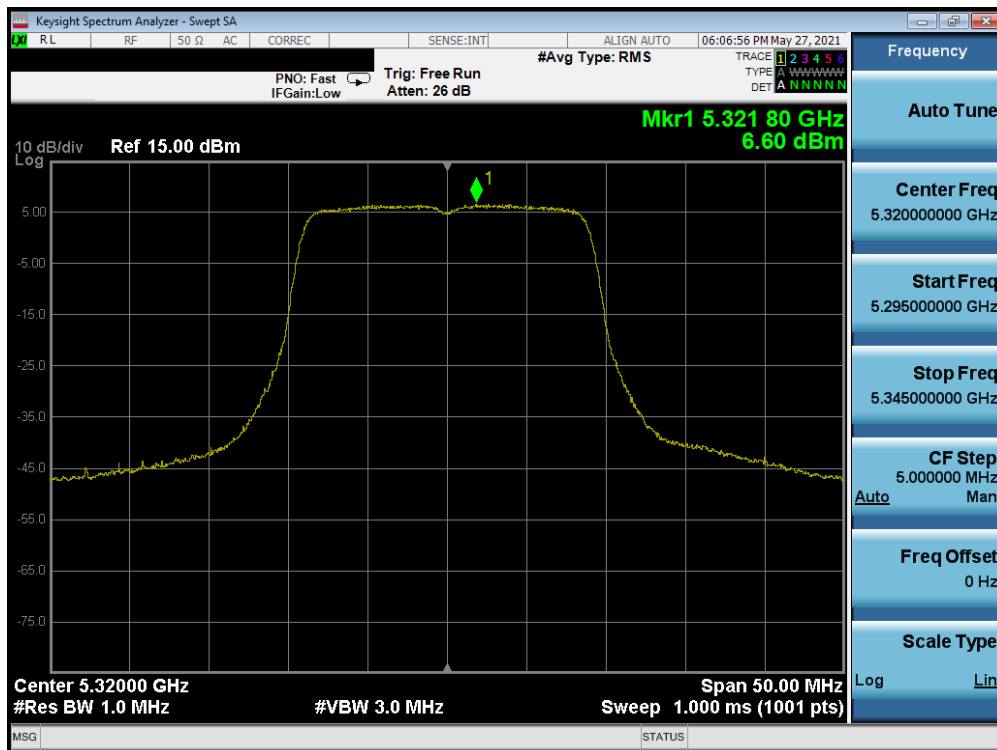 Keysight Spectrum Analyzer - Swept SA
LXI RL RF 50 Ω AC CORREC SENSE:INT ALIGN AUTO 06:06:56 PM May 27, 2021
#Avg Type: RMS TRACE 1 2 3 4 5 6
PNO: Fast Trig: Free Run TYPE A WWWWW
IFGain:Low Atten: 26 dB DET A N N N N N
Mkr1 5.321 80 GHz
6.60 dBm
10 dB/div Ref 15.00 dBm
Log
1
5.00
-5.00
-15.0
-25.0
-35.0
-45.0
-55.0
-65.0
-75.0
Center 5.32000 GHz Span 50.00 MHz
#Res BW 1.0 MHz #VBW 3.0 MHz Sweep 1.000 ms (1001 pts)
MSG STATUS
Frequency
Auto Tune
Center Freq
5.320000000 GHz
Start Freq
5.295000000 GHz
Stop Freq
5.345000000 GHz
CF Step
5.000000 MHz
Auto Man
Freq Offset
0 Hz
Scale Type
Log Lin